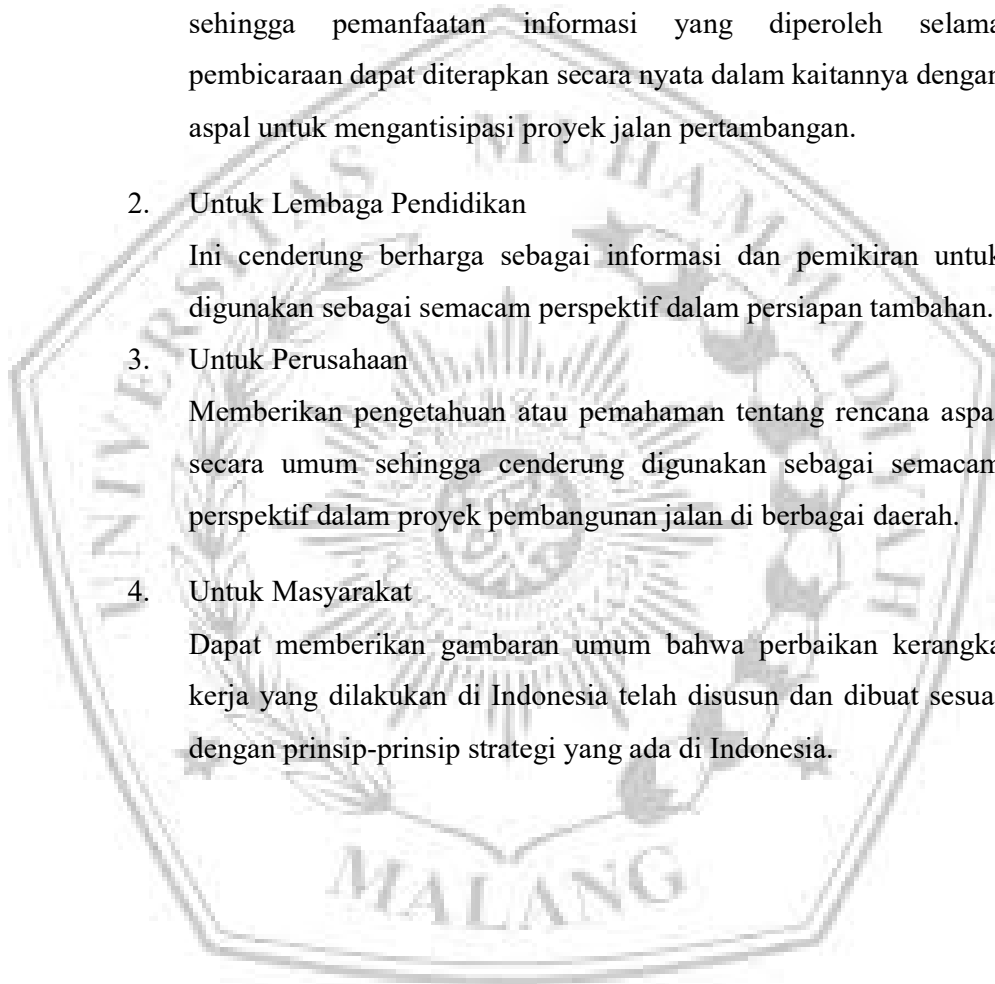 sehingga pemanfaatan informasi yang diperoleh selama
pembicaraan dapat diterapkan secara nyata dalam kaitannya dengan
aspal untuk mengantisipasi proyek jalan pertambangan.
2. Untuk Lembaga Pendidikan
Ini cenderung berharga sebagai informasi dan pemikiran untuk
digunakan sebagai semacam perspektif dalam persiapan tambahan.
3. Untuk Perusahaan
Memberikan pengetahuan atau pemahaman tentang rencana aspa
secara umum sehingga cenderung digunakan sebagai semacam
perspektif dalam proyek pembangunan jalan di berbagai daerah.
4. Untuk Masyarakat
Dapat memberikan gambaran umum bahwa perbaikan kerangka
kerja yang dilakukan di Indonesia telah disusun dan dibuat sesua
dengan prinsip-prinsip strategi yang ada di Indonesia.
UNIVERSITAS MUHAMMADIYAH
MALANG